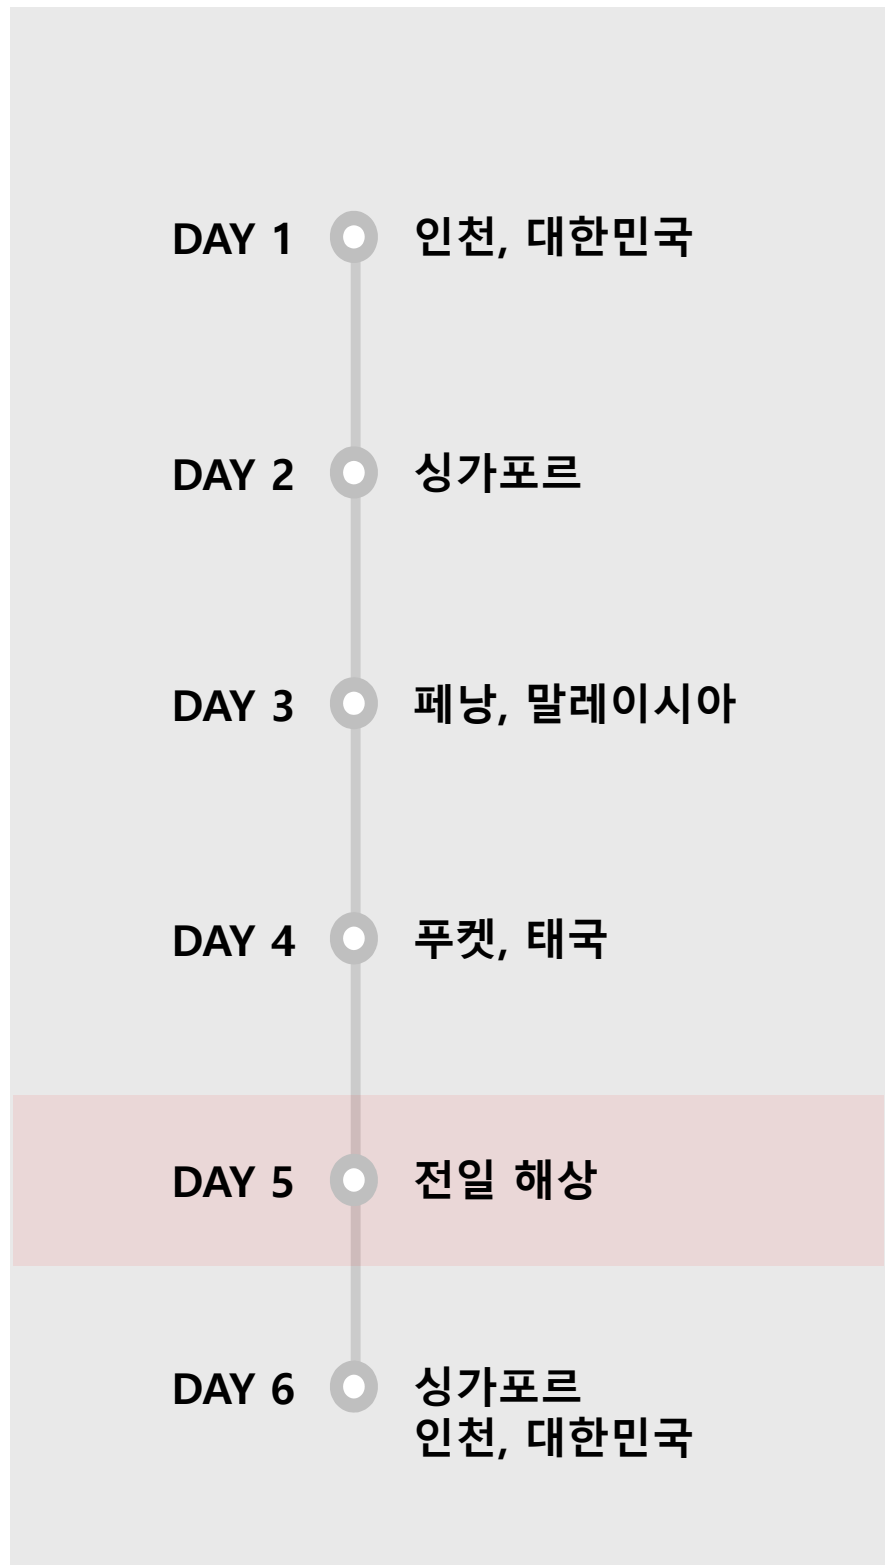 DAY 1 인천, 대한민국
DAY 2 싱가포르
DAY 3 페낭, 말레이시아
DAY 4 푸켓, 태국
DAY 5 전일 해상
DAY 6 싱가포르
인천, 대한민국